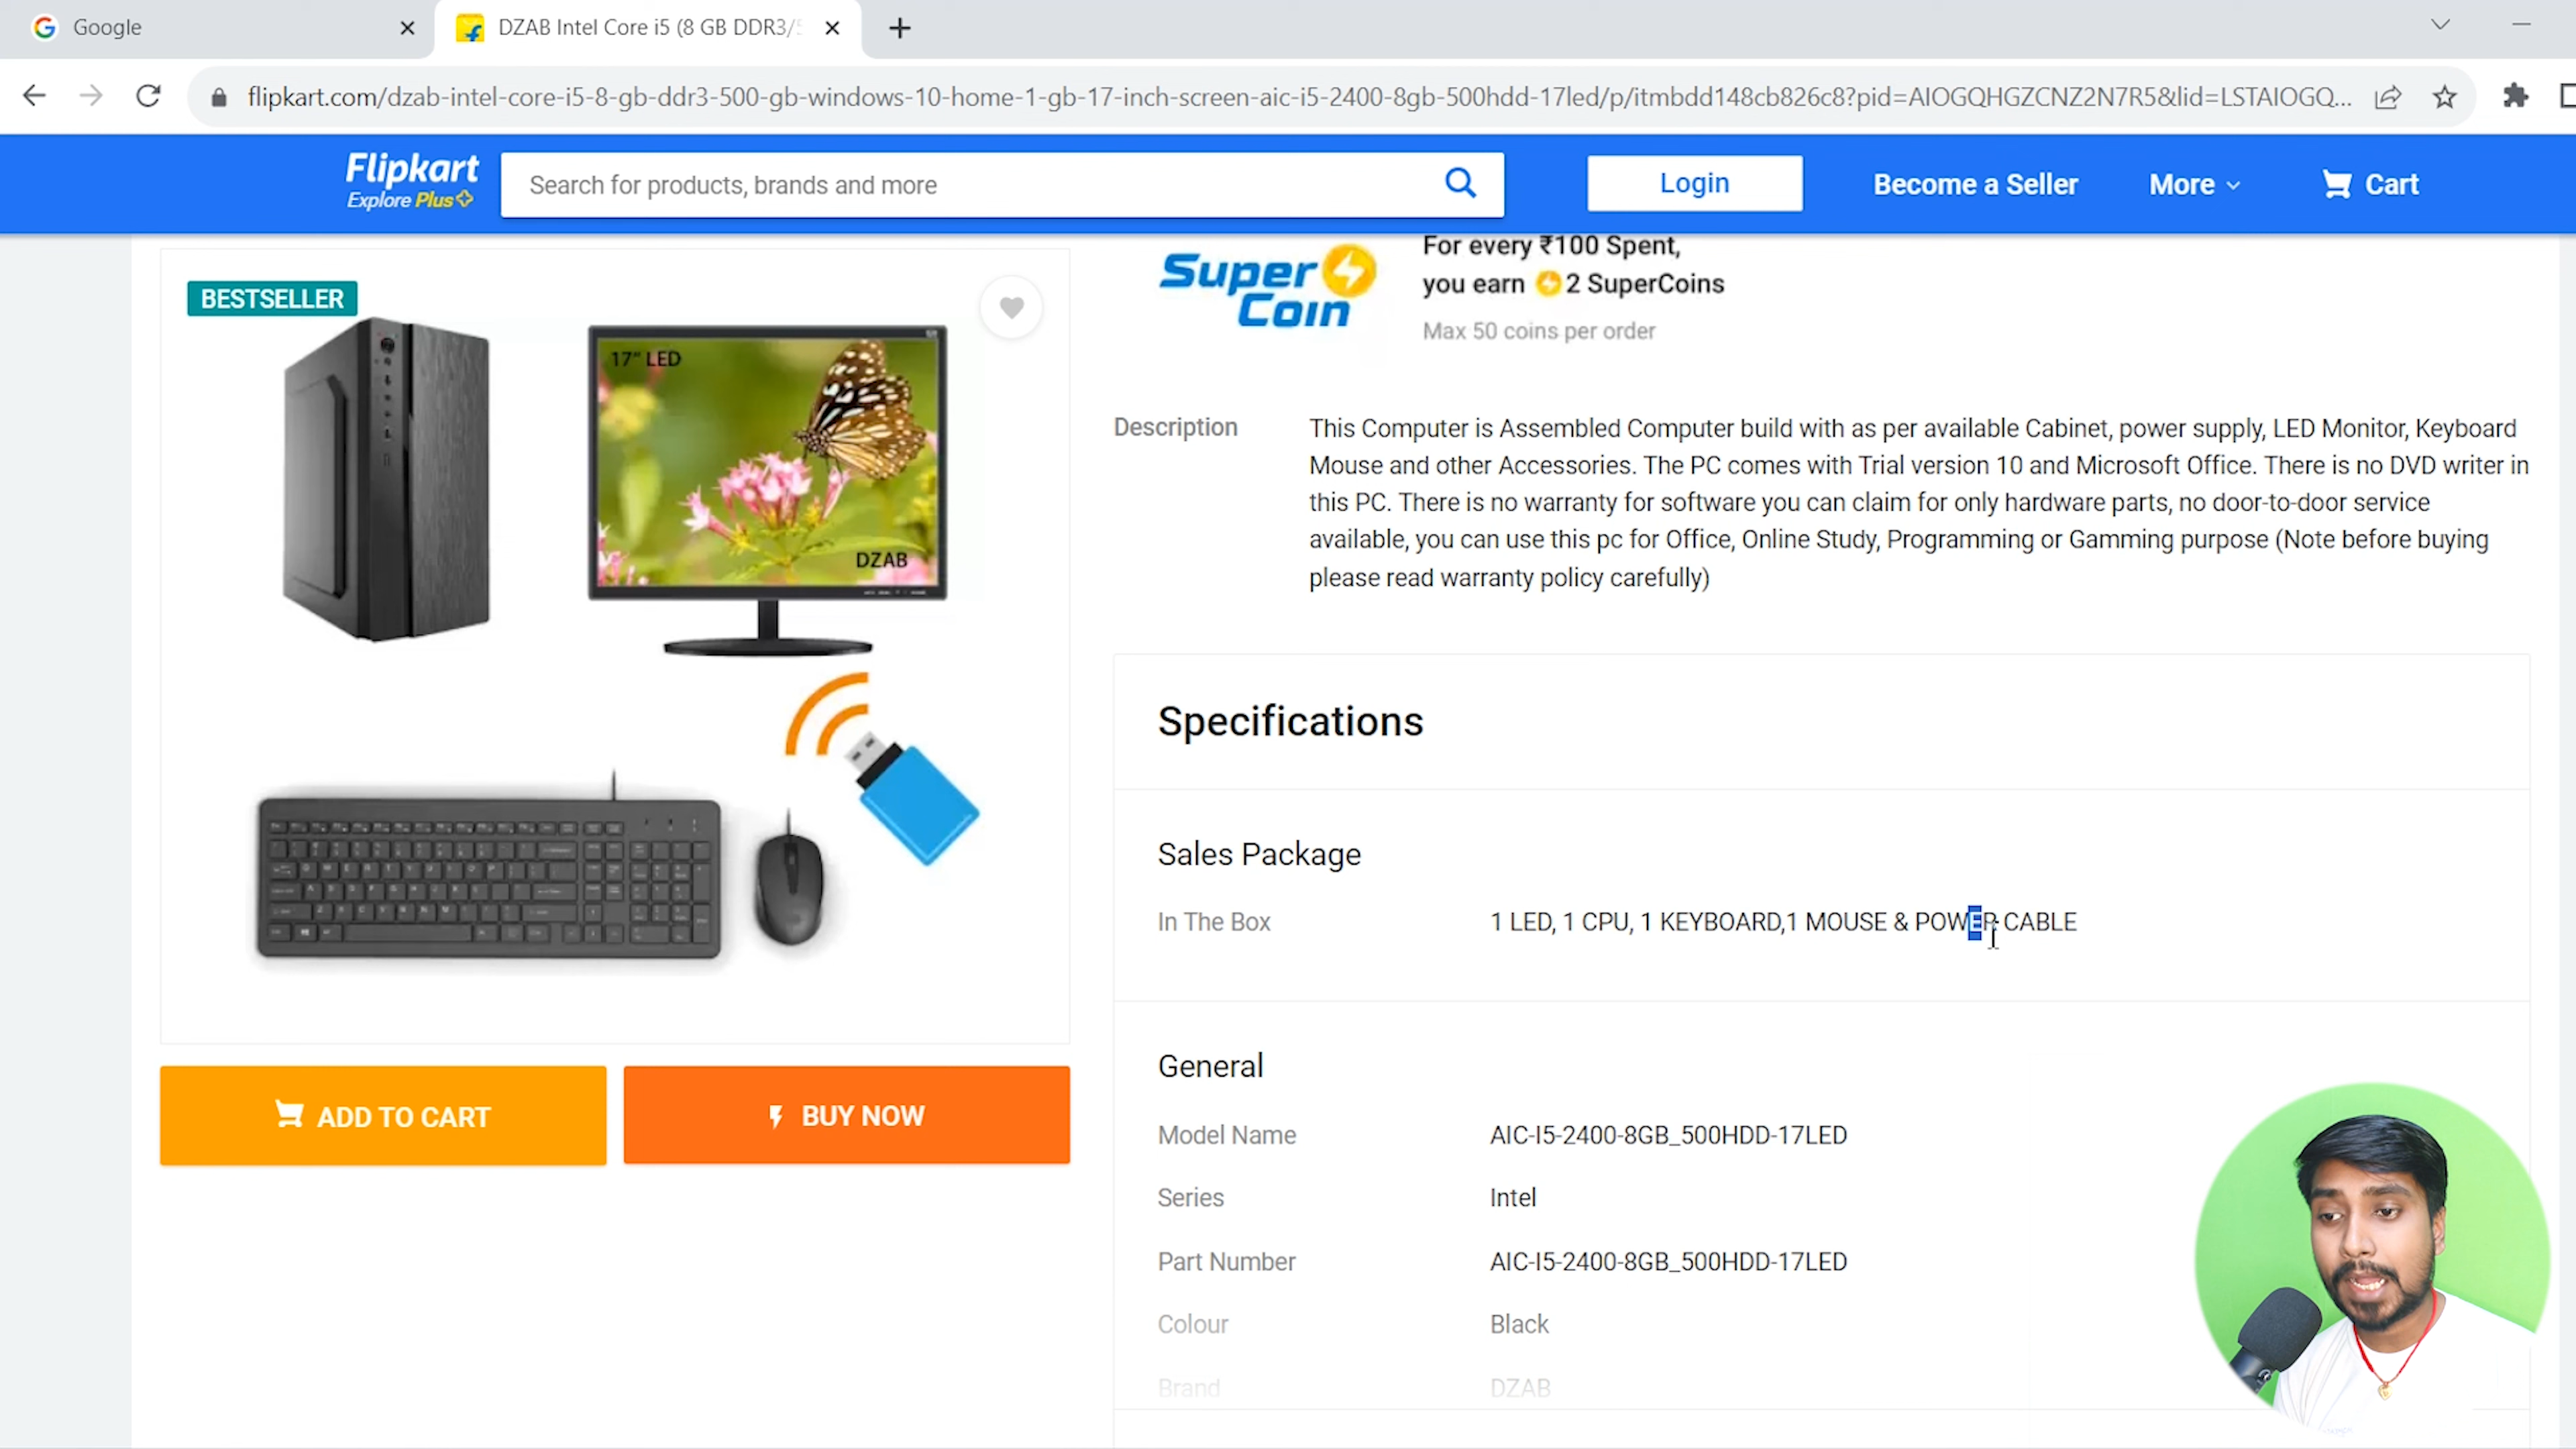 Google
DZAB Intel Core i5 (8 GB DDR3/5
flipkart.com/dzab-intel-core-i5-8-gb-ddr3-500-gb-windows-10-home-1-gb-17-inch-screen-aic-i5-2400-8gb-500hdd-17led/p/itmbdd148cb826c8?pid=AIOGQHGZCNZ2N7R5&lid=LSTAIOGQ...
Flipkart
Explore Plus
Search for products, brands and more
Login
Become a Seller
More
Cart
BESTSELLER
17" LED
DZAB
ADD TO CART
BUY NOW
Super Coin
For every ₹100 Spent,
you earn 2 SuperCoins
Max 50 coins per order
Description
This Computer is Assembled Computer build with as per available Cabinet, power supply, LED Monitor, Keyboard
Mouse and other Accessories. The PC comes with Trial version 10 and Microsoft Office. There is no DVD writer in
this PC. There is no warranty for software you can claim for only hardware parts, no door-to-door service
available, you can use this pc for Office, Online Study, Programming or Gamming purpose (Note before buying
please read warranty policy carefully)
Specifications
Sales Package
In The Box 1 LED, 1 CPU, 1 KEYBOARD,1 MOUSE & POWER CABLE
General
Model Name AIC-I5-2400-8GB_500HDD-17LED
Series Intel
Part Number AIC-I5-2400-8GB_500HDD-17LED
Colour Black
Brand DZAB